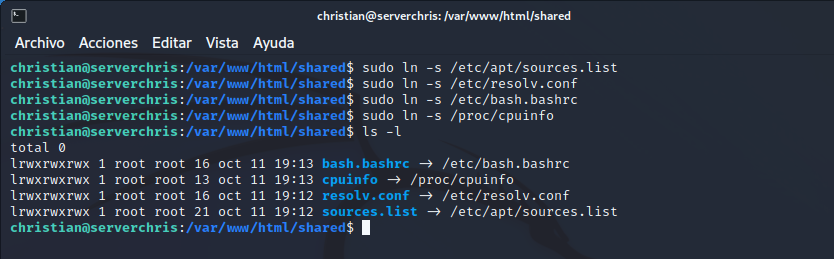 christian@serverchris: /var/www/html/shared
Archivo Acciones Editar Vista Ayuda
christian@serverchris:/var/www/html/shared$ sudo ln -s /etc/apt/sources.list
christian@serverchris:/var/www/html/shared$ sudo ln -s /etc/resolv.conf
christian@serverchris:/var/www/html/shared$ sudo ln -s /etc/bash.bashrc
christian@serverchris:/var/www/html/shared$ sudo ln -s /proc/cpuinfo
christian@serverchris:/var/www/html/shared$ ls -l
total 0
lrwxrwxrwx 1 root root 16 oct 11 19:13 bash.bashrc -> /etc/bash.bashrc
lrwxrwxrwx 1 root root 13 oct 11 19:13 cpuinfo -> /proc/cpuinfo
lrwxrwxrwx 1 root root 16 oct 11 19:12 resolv.conf -> /etc/resolv.conf
lrwxrwxrwx 1 root root 21 oct 11 19:12 sources.list -> /etc/apt/sources.list
christian@serverchris:/var/www/html/shared$